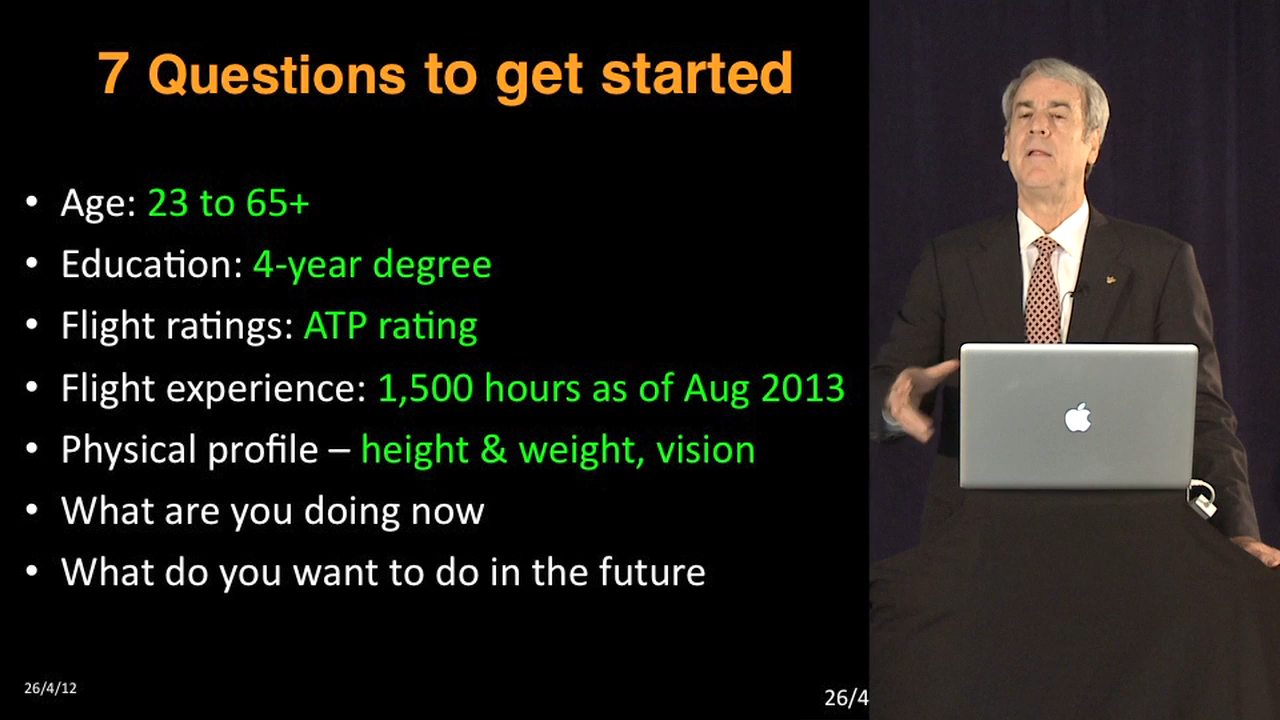 7 Questions to get started
• Age: 23 to 65+
• Education: 4-year degree
• Flight ratings: ATP rating
• Flight experience: 1,500 hours as of Aug 2013
• Physical profile – height & weight, vision
• What are you doing now
• What do you want to do in the future
26/4/12
26/4